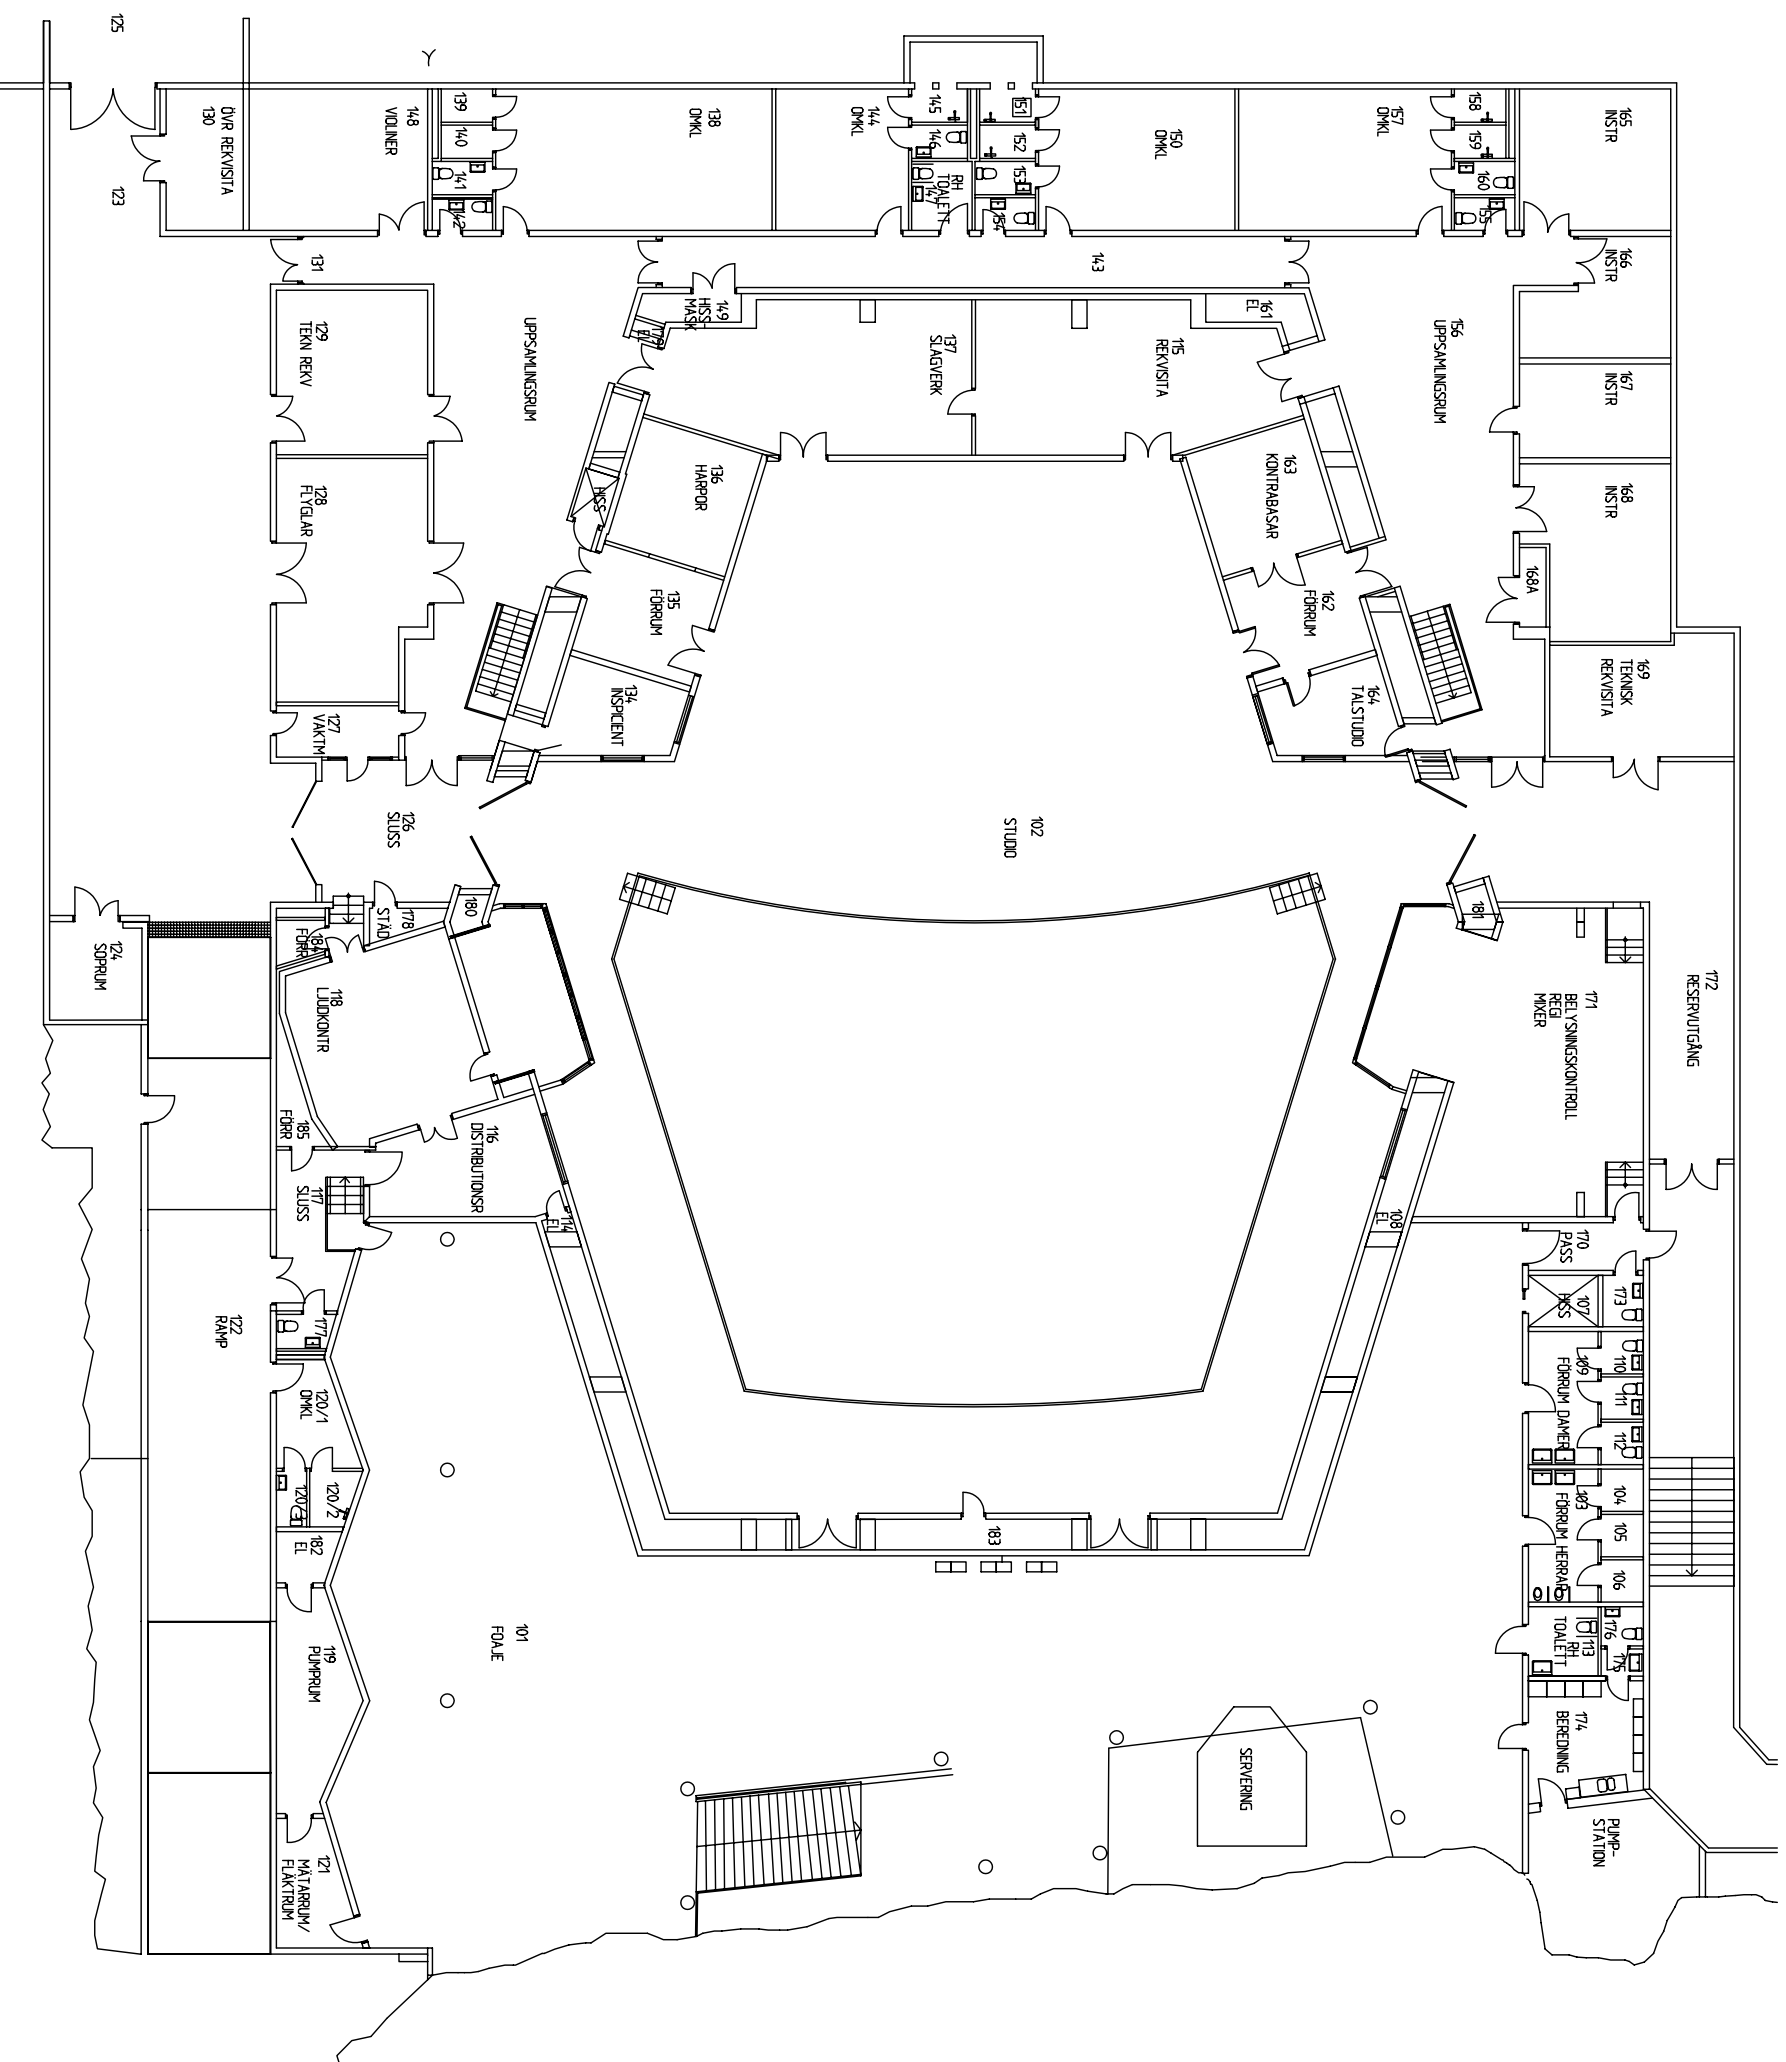 125
123
130
ÖVR REKVISITA
148
VIOLINER
139
140
141
142
138
OMKL
144
OMKL
145
146
RH
TOALETT
147
151
152
153
154
150
OMKL
157
OMKL
158
159
160
155
165
INSTR
131
143
166
INSTR
129
TEKN REKV
UPPSAMLINGSRUM
149
HISS-
MASK
179
EL
137
SLAGVERK
115
REKVISITA
161
EL
156
UPPSAMLINGSRUM
167
INSTR
128
FLYGLAR
HISS
136
HARPOR
163
KONTRABASAR
168
INSTR
168A
135
FÖRRUM
162
FÖRRUM
134
INSPICIENT
164
TALSTUDIO
169
TEKNISK
REKVISITA
127
VAKTM
126
SLUSS
102
STUDIO
124
SOPRUM
184
FÖRR
178
STÄD
180
181
118
LJUDKONTR
171
BELYSNINGSKONTROLL
REGI
MIXER
172
RESERVUTGÅNG
185
FÖRR
116
DISTRIBUTIONSR
117
SLUSS
114
EL
108
EL
170
PASS
122
RAMP
177
107
HISS
173
120/1
OMKL
109
FÖRRUM DAMER
110
111
112
120/3
120/2
182
EL
183
103
FÖRRUM HERRAR
104
105
106
119
PUMPRUM
101
FOAJE
113
RH
TOALETT
176
175
SERVERING
174
BEREDNING
PUMP-
STATION
121
MÄTARRUM/
FLÄKTRUM